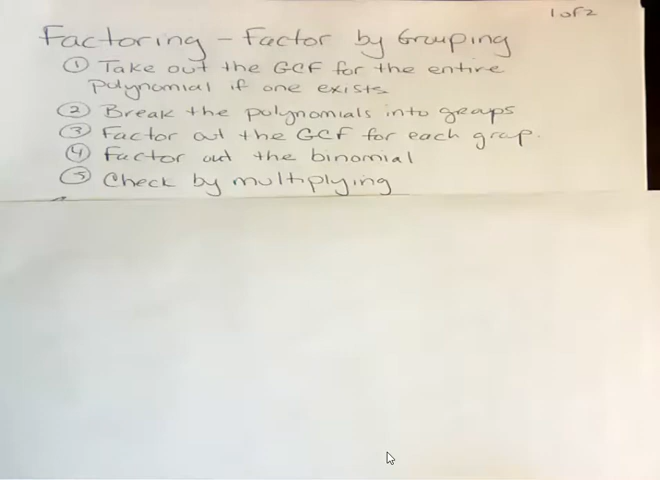 1 of 2
Factoring - Factor by Grouping
① Take out the GCF for the entire
polynomial if one exists.
② Break the polynomials into groups
③ Factor out the GCF for each group.
④ Factor out the binomial
⑤ Check by multiplying